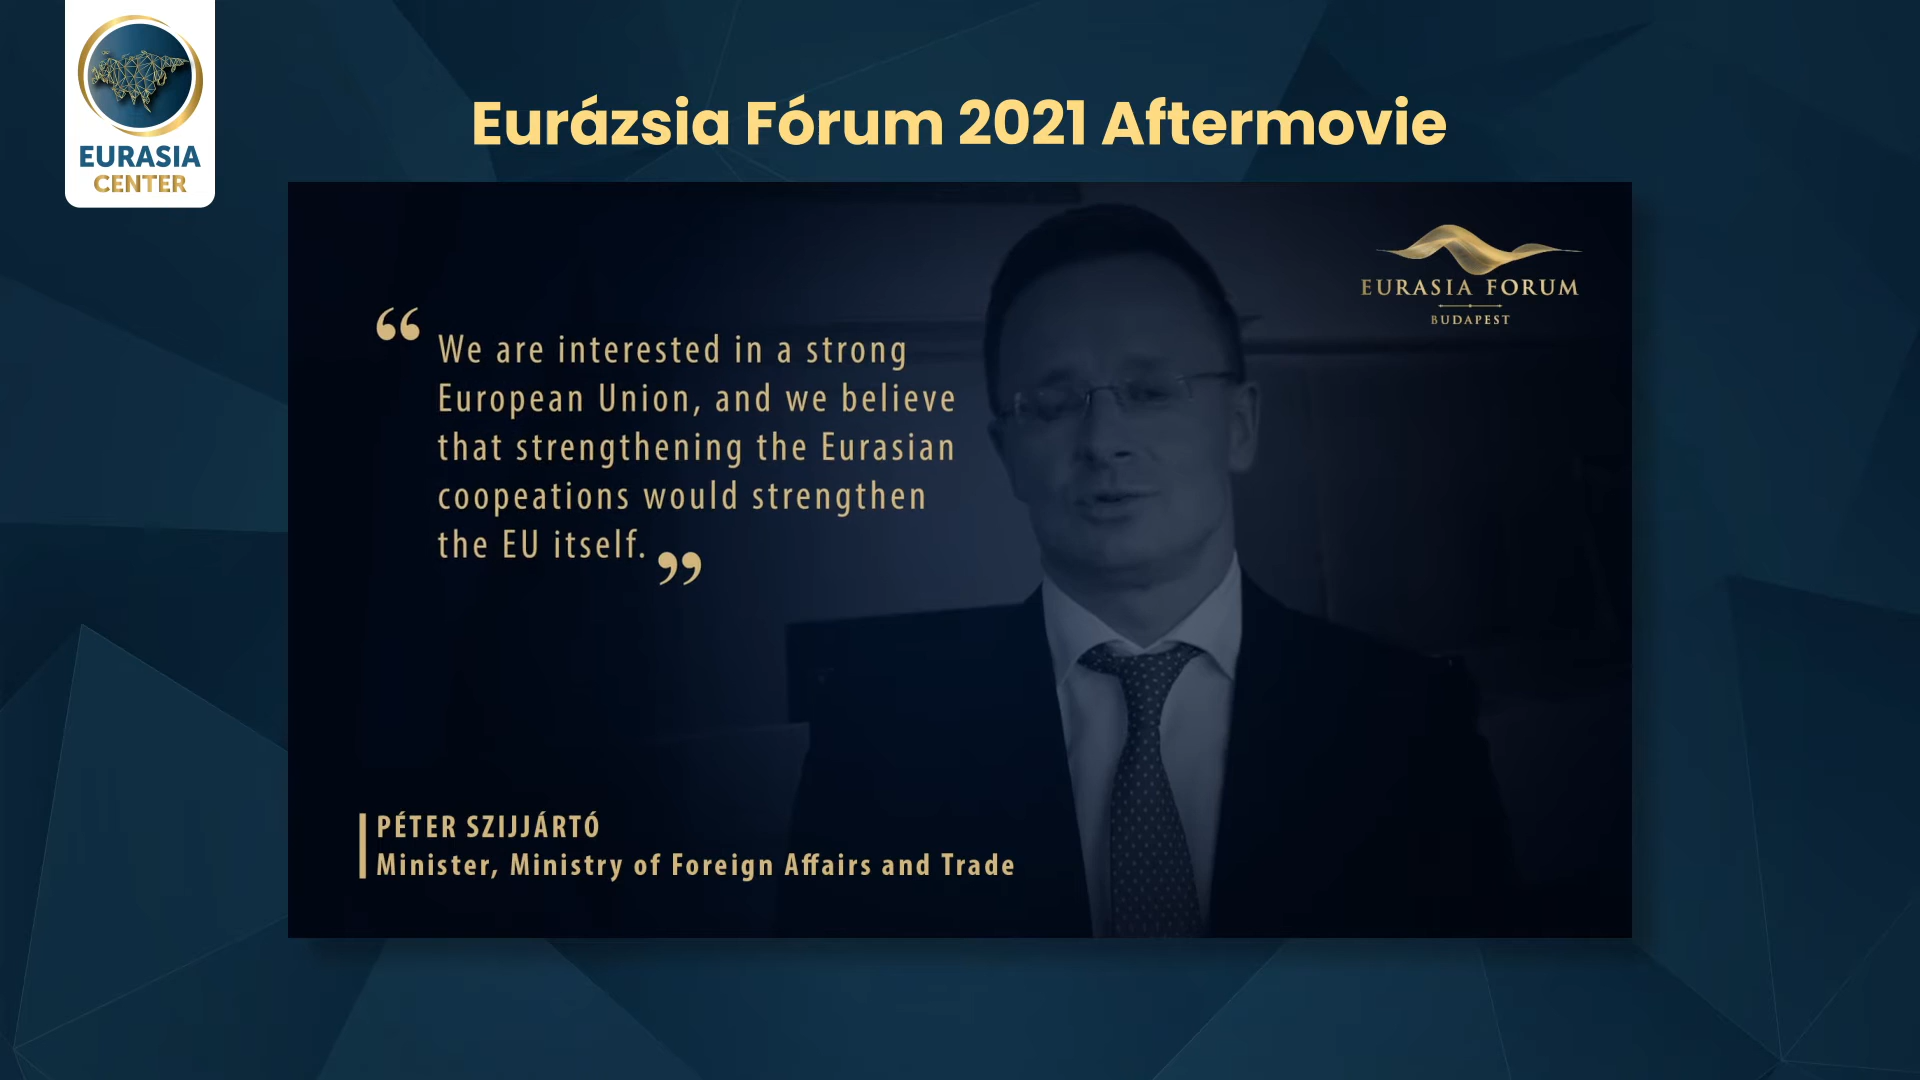 EURASIA
CENTER
Eurázsia Fórum 2021 Aftermovie
EURASIA FORUM
BUDAPEST
“ We are interested in a strong
European Union, and we believe
that strengthening the Eurasian
coopeations would strengthen
the EU itself. ”
PÉTER SZIJJÁRTÓ
Minister, Ministry of Foreign Affairs and Trade